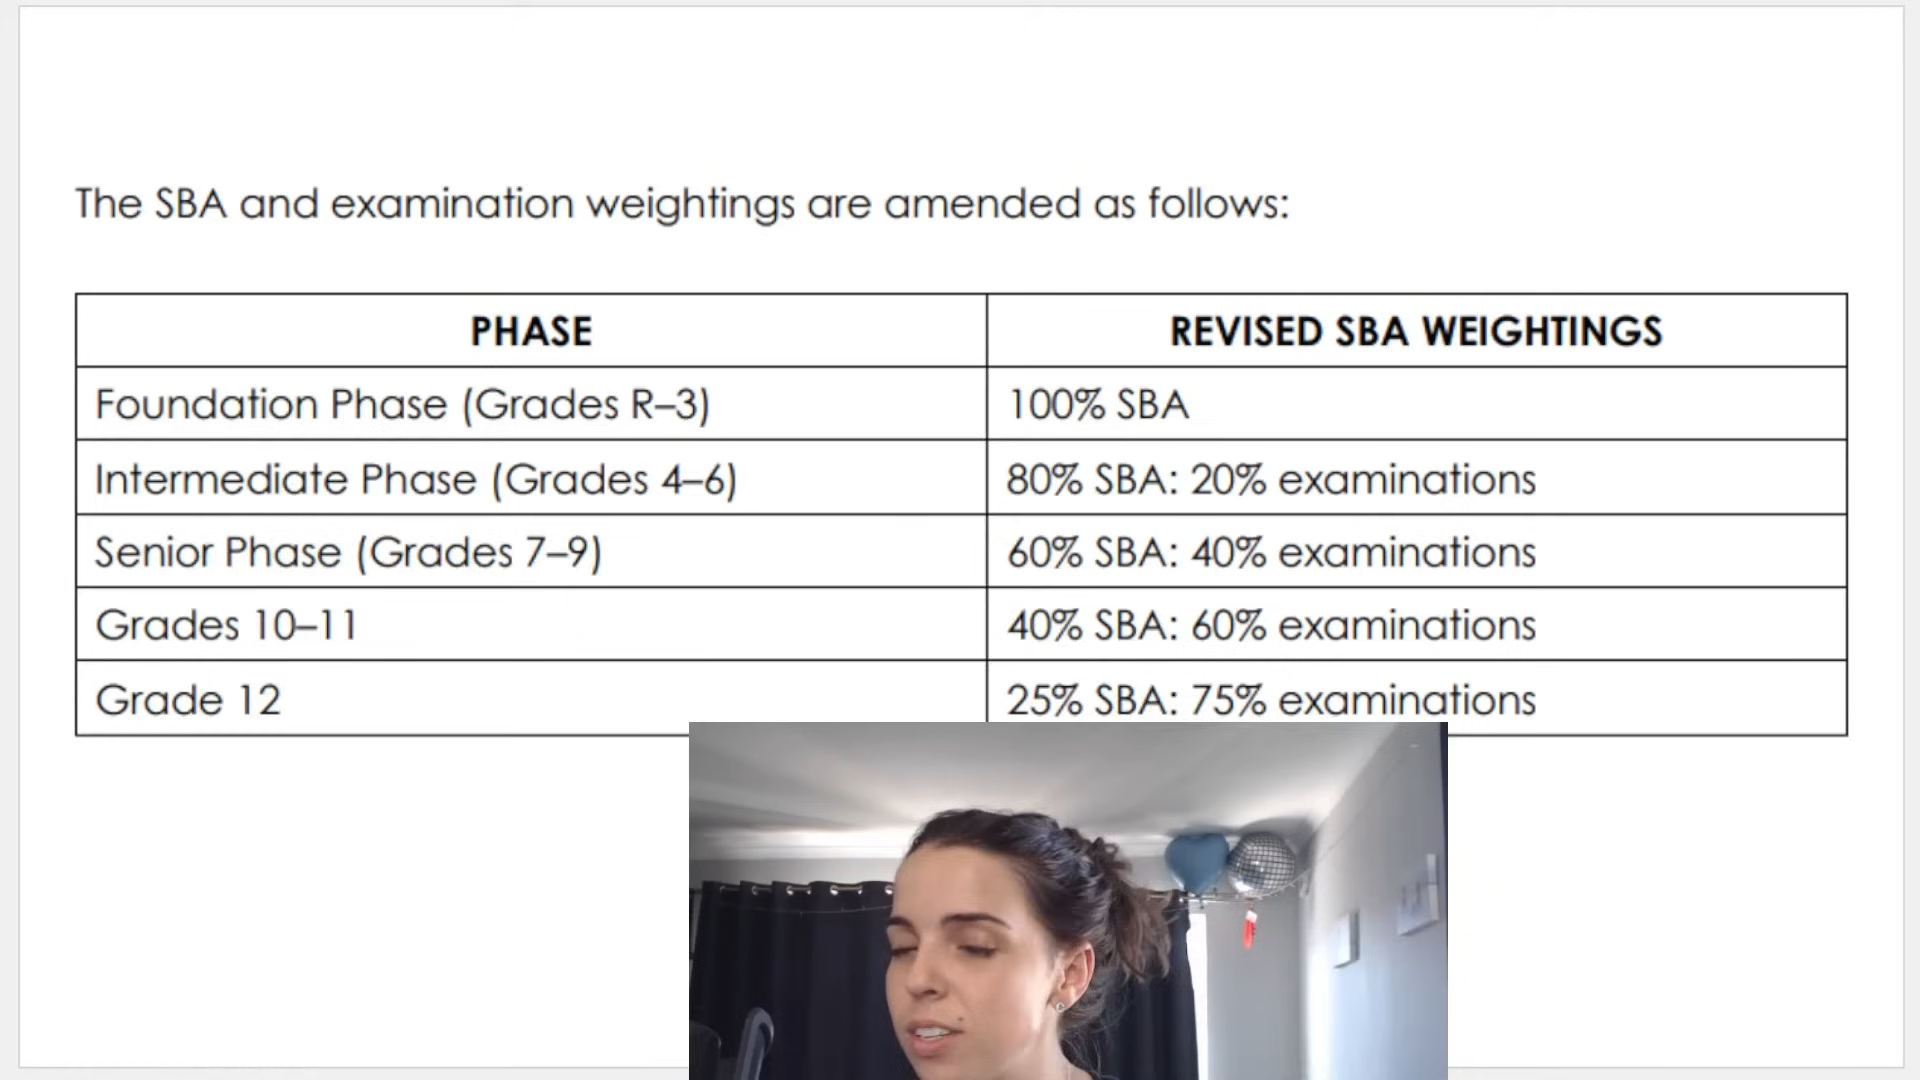 The SBA and examination weightings are amended as follows:
PHASE REVISED SBA WEIGHTINGS
Foundation Phase (Grades R–3) 100% SBA
Intermediate Phase (Grades 4–6) 80% SBA: 20% examinations
Senior Phase (Grades 7–9) 60% SBA: 40% examinations
Grades 10–11 40% SBA: 60% examinations
Grade 12 25% SBA: 75% examinations